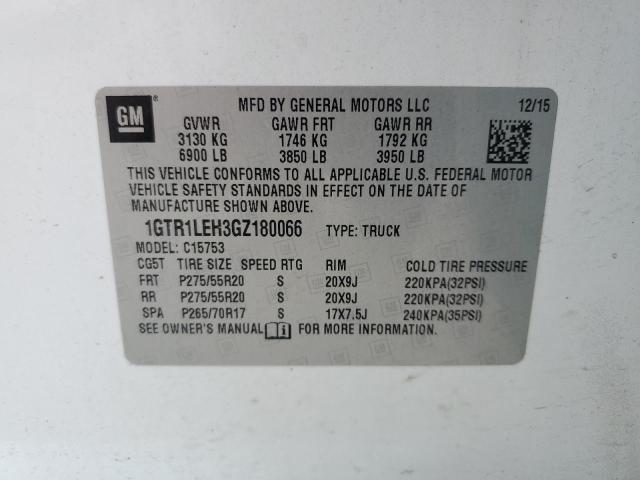 GM ® MFD BY GENERAL MOTORS LLC 12/15
GVWR GAWR FRT GAWR RR
3130 KG 1746 KG 1792 KG
6900 LB 3850 LB 3950 LB
THIS VEHICLE CONFORMS TO ALL APPLICABLE U.S. FEDERAL MOTOR
VEHICLE SAFETY STANDARDS IN EFFECT ON THE DATE OF
MANUFACTURE SHOWN ABOVE.
1GTR1LEH3GZ180066 TYPE: TRUCK
MODEL: C15753
CG5T TIRE SIZE SPEED RTG RIM COLD TIRE PRESSURE
FRT P275/55R20 S 20X9J 220KPA(32PSI)
RR P275/55R20 S 20X9J 220KPA(32PSI)
SPA P265/70R17 S 17X7.5J 240KPA(35PSI)
SEE OWNER'S MANUAL FOR MORE INFORMATION.